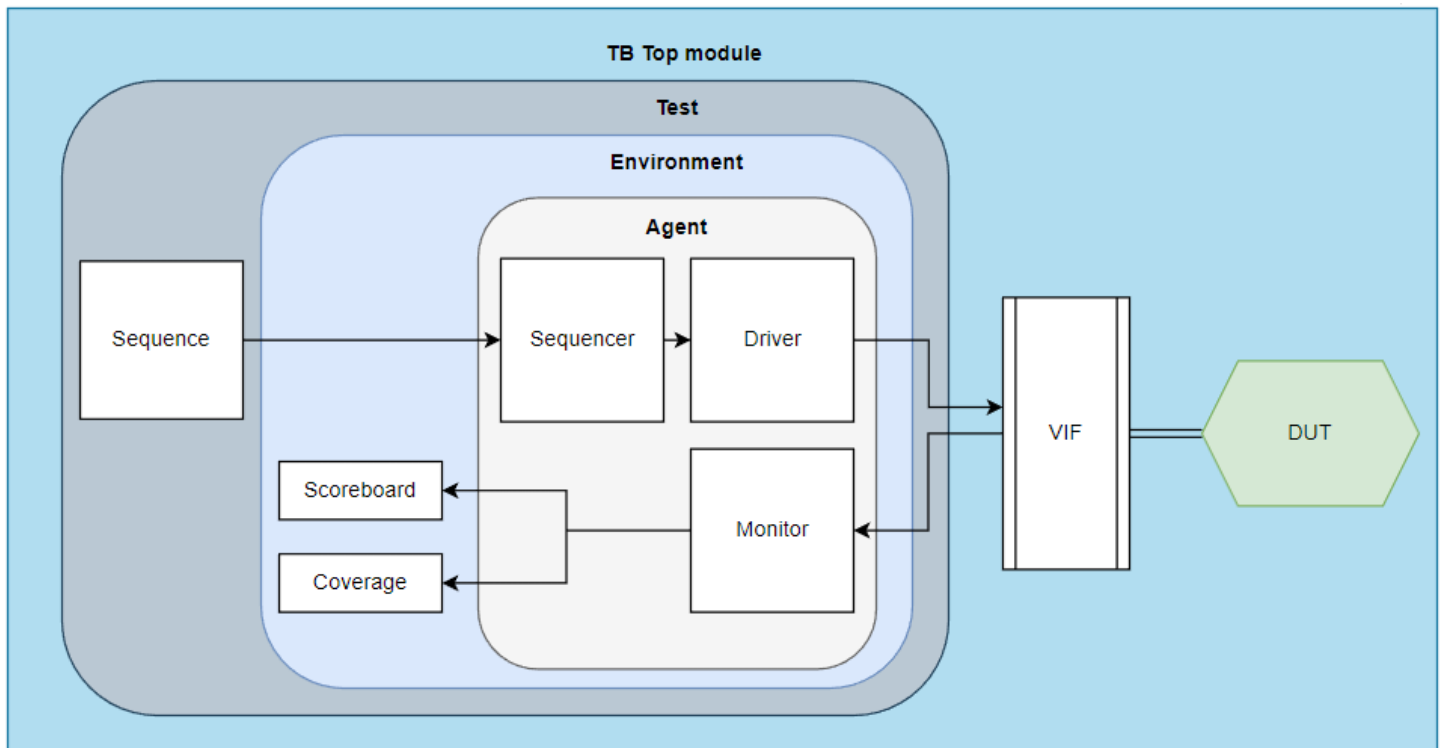 TB Top module
Test
Environment
Agent
Sequence
Sequencer
Driver
VIF
DUT
Scoreboard
Monitor
Coverage